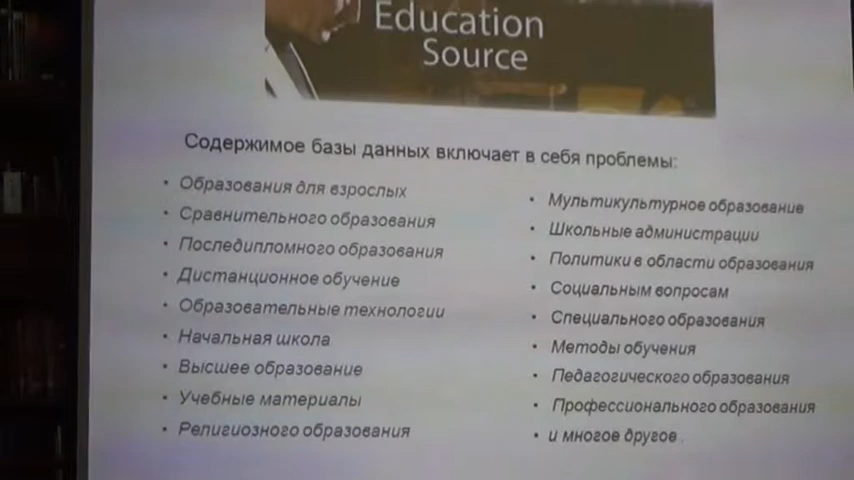 Education
Source
Содержимое базы данных включает в себя проблемы:
• Образования для взрослых
• Сравнительного образования
• Последипломного образования
• Дистанционное обучение
• Образовательные технологии
• Начальная школа
• Высшее образование
• Учебные материалы
• Религиозного образования
• Мультикультурное образование
• Школьные администрации
• Политики в области образования
• Социальным вопросам
• Специального образования
• Методы обучения
• Педагогического образования
• Профессионального образования
• и многое другое .